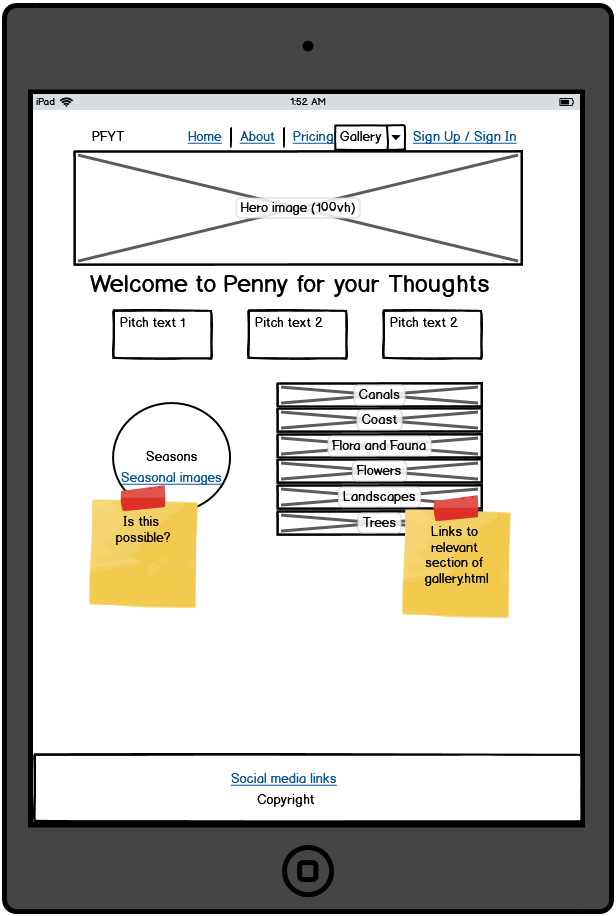 iPad 1:52 AM
PFYT Home About Pricing Gallery Sign Up / Sign In
Hero image (100vh)
Welcome to Penny for your Thoughts
Pitch text 1 Pitch text 2 Pitch text 2
Canals
Coast
Flora and Fauna
Flowers
Landscapes
Trees
Seasons
Seasonal images
Is this
possible?
Links to
relevant
section of
gallery.html
Social media links
Copyright